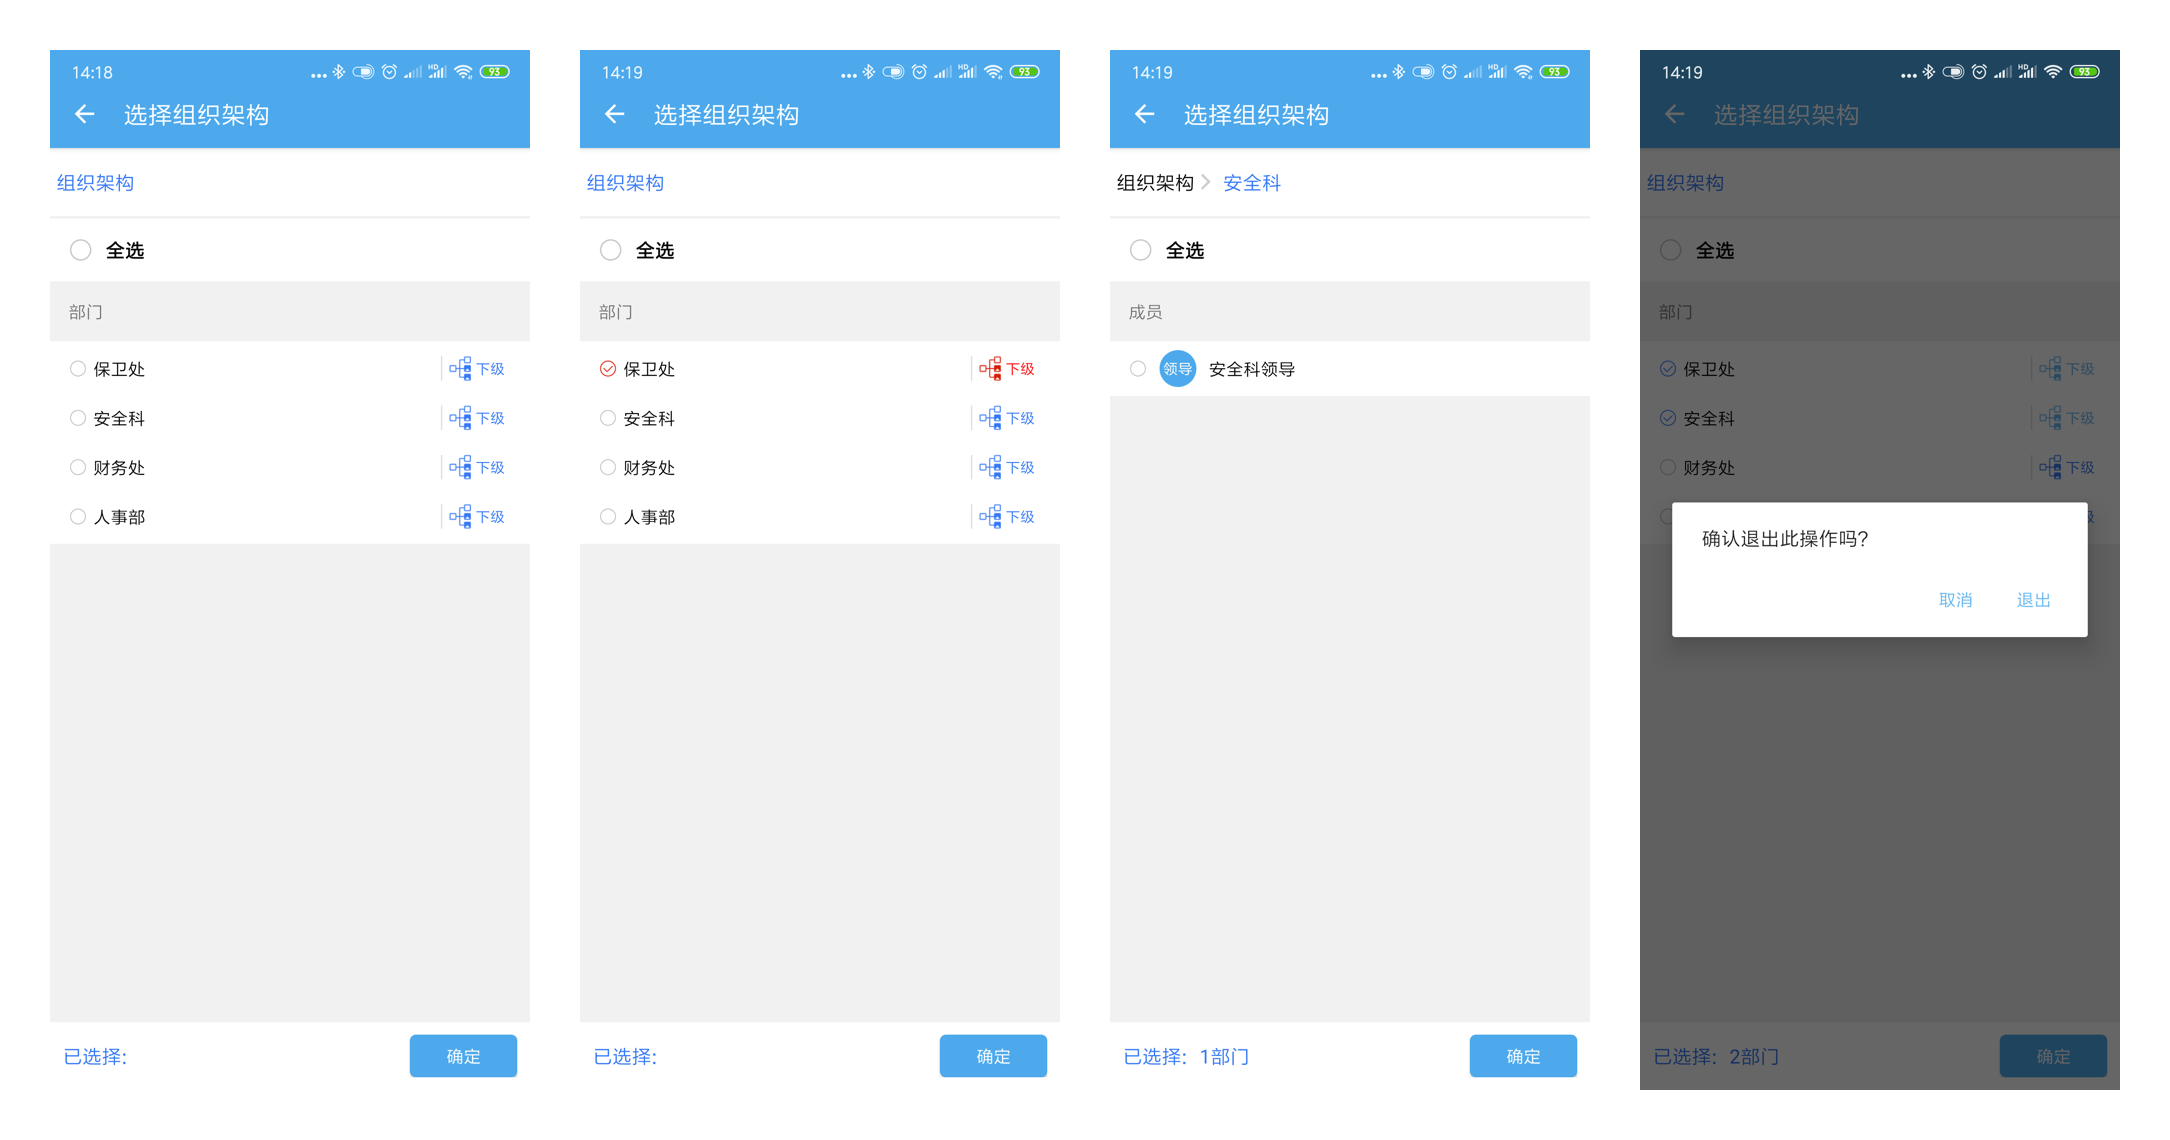 14:18
93
选择组织架构
组织架构
全选
部门
保卫处
下级
安全科
下级
财务处
下级
人事部
下级
已选择:
确定
14:19
93
选择组织架构
组织架构
全选
部门
保卫处
下级
安全科
下级
财务处
下级
人事部
下级
已选择:
确定
14:19
93
选择组织架构
组织架构 安全科
全选
成员
领导 安全科领导
已选择: 1部门
确定
14:19
93
选择组织架构
组织架构
全选
部门
保卫处
下级
安全科
下级
财务处
下级
确认退出此操作吗?
取消
退出
已选择: 2部门
确定